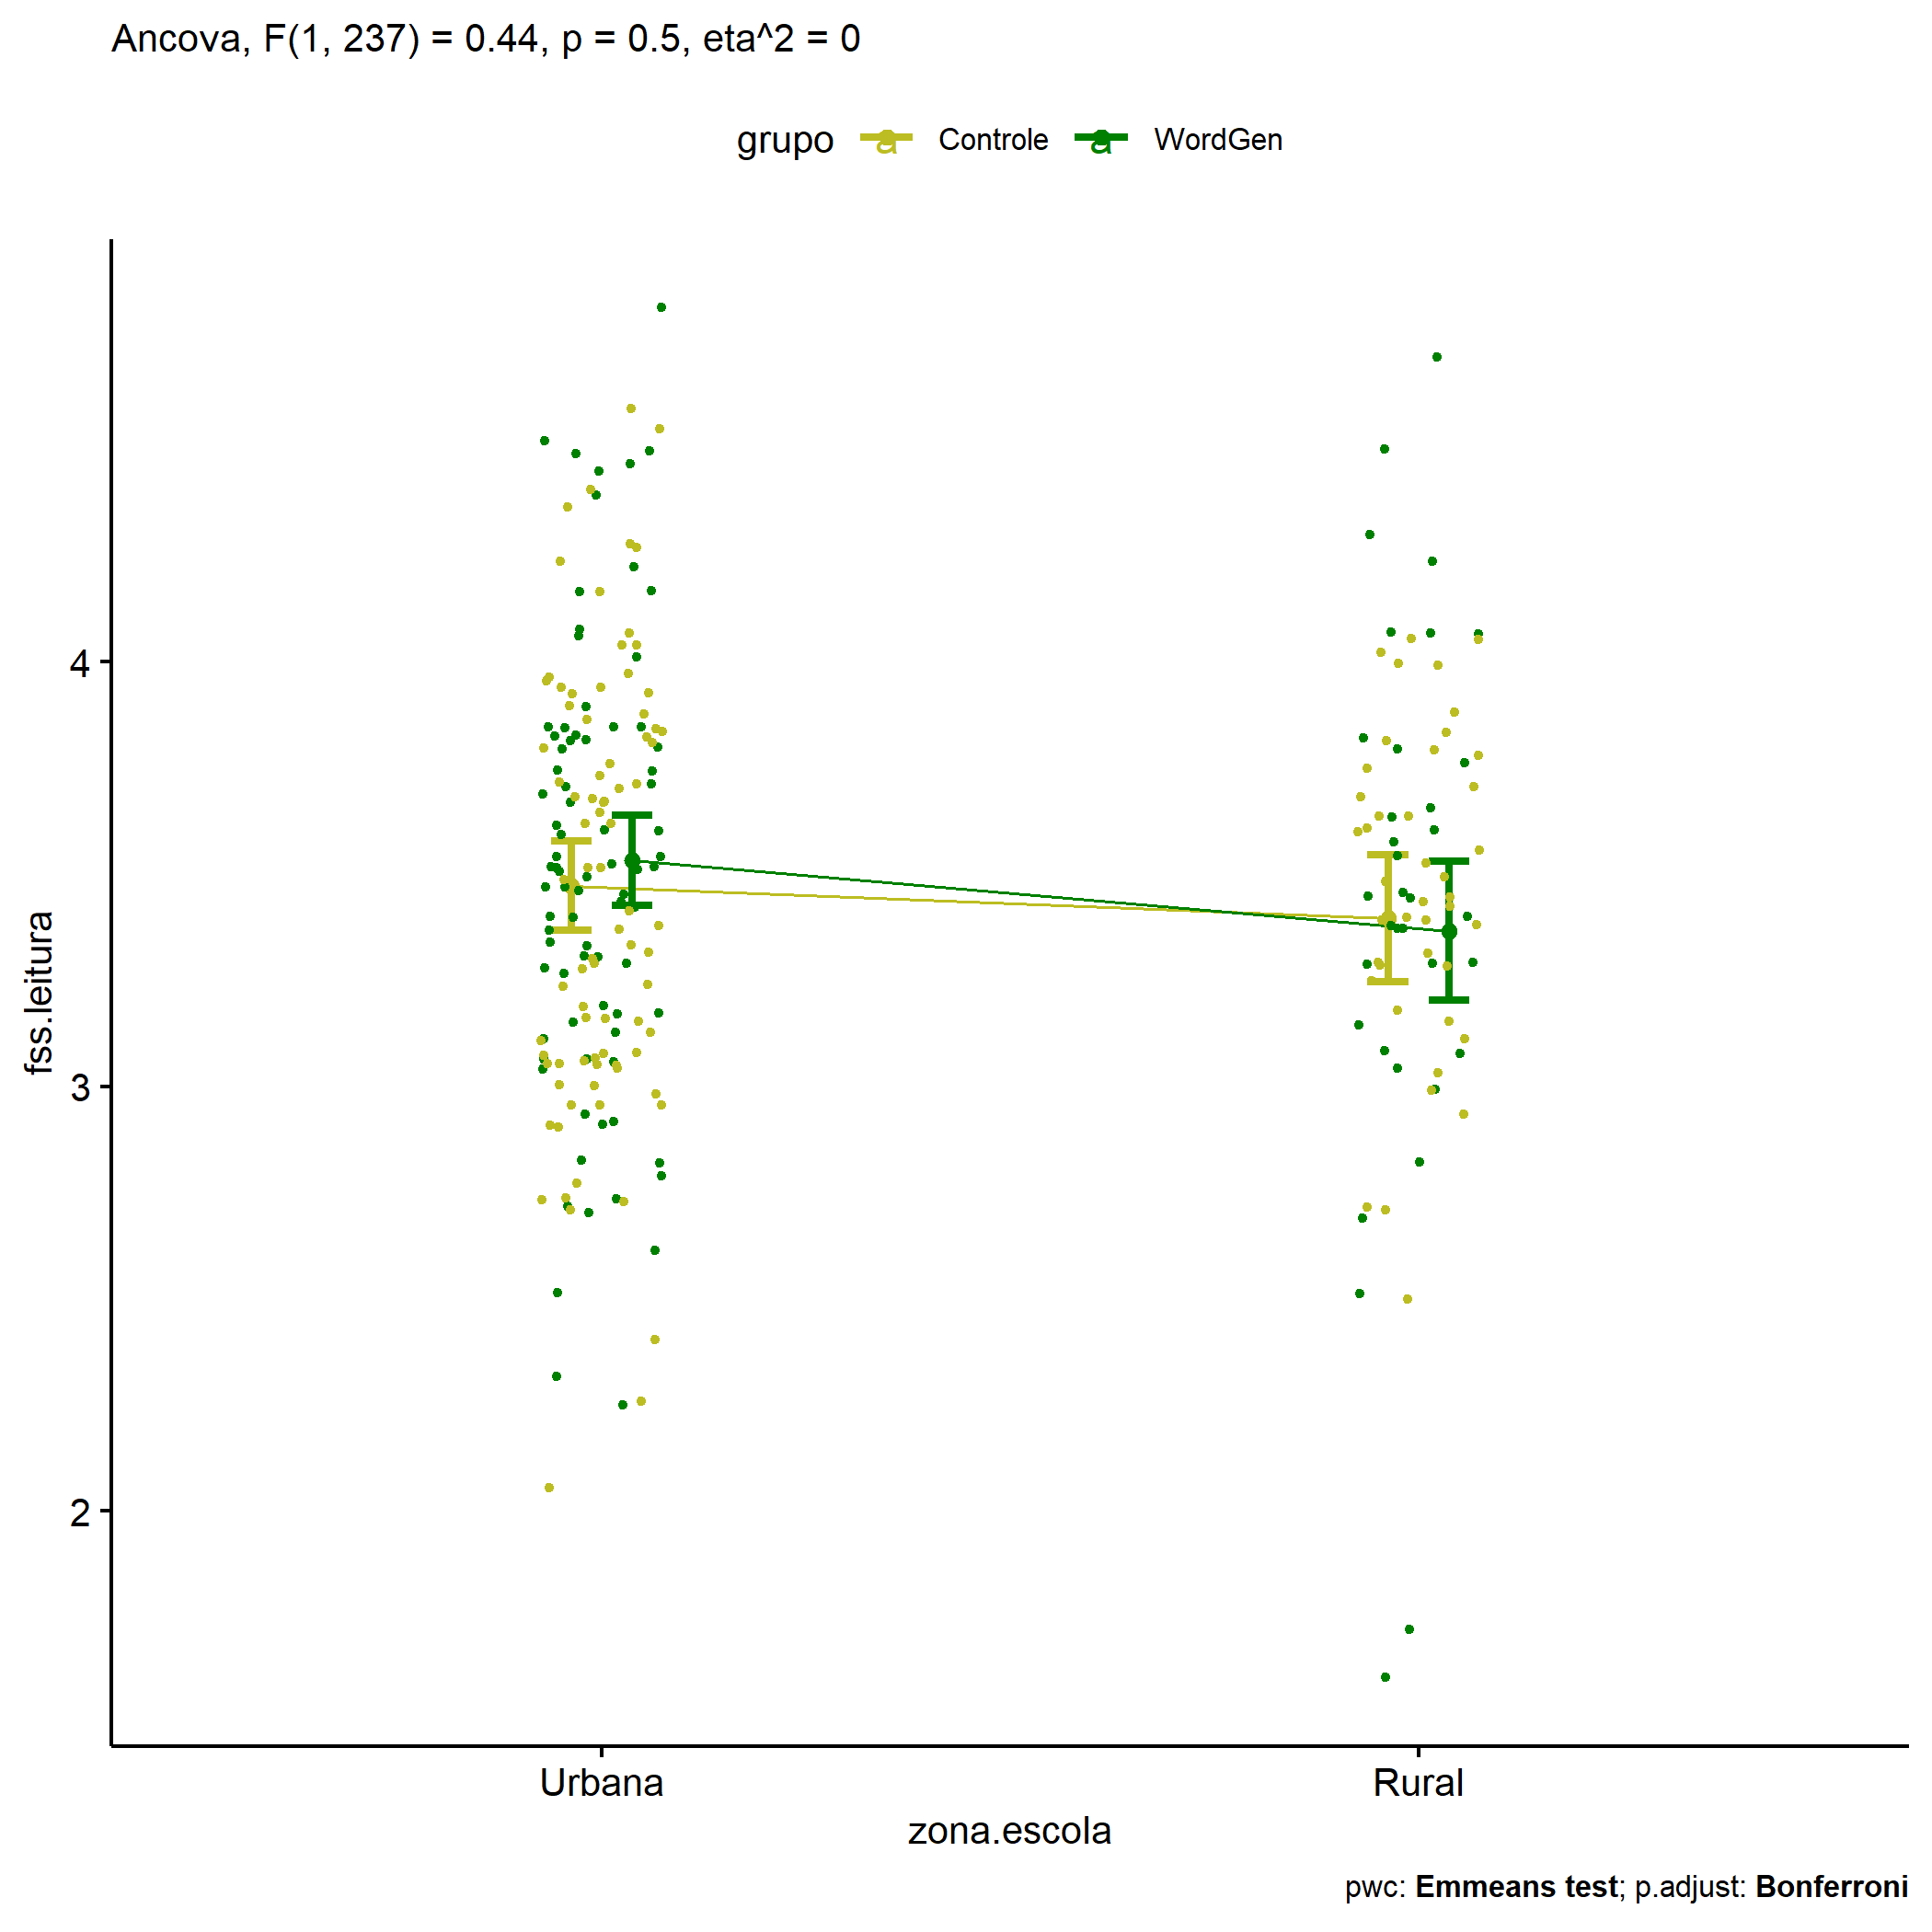 Ancova, F(1, 237) = 0.44, p = 0.5, eta^2 = 0
grupo a Controle a WordGen
fss.leitura
4
3
2
Urbana Rural
zona.escola
pwc: Emmeans test; p.adjust: Bonferroni